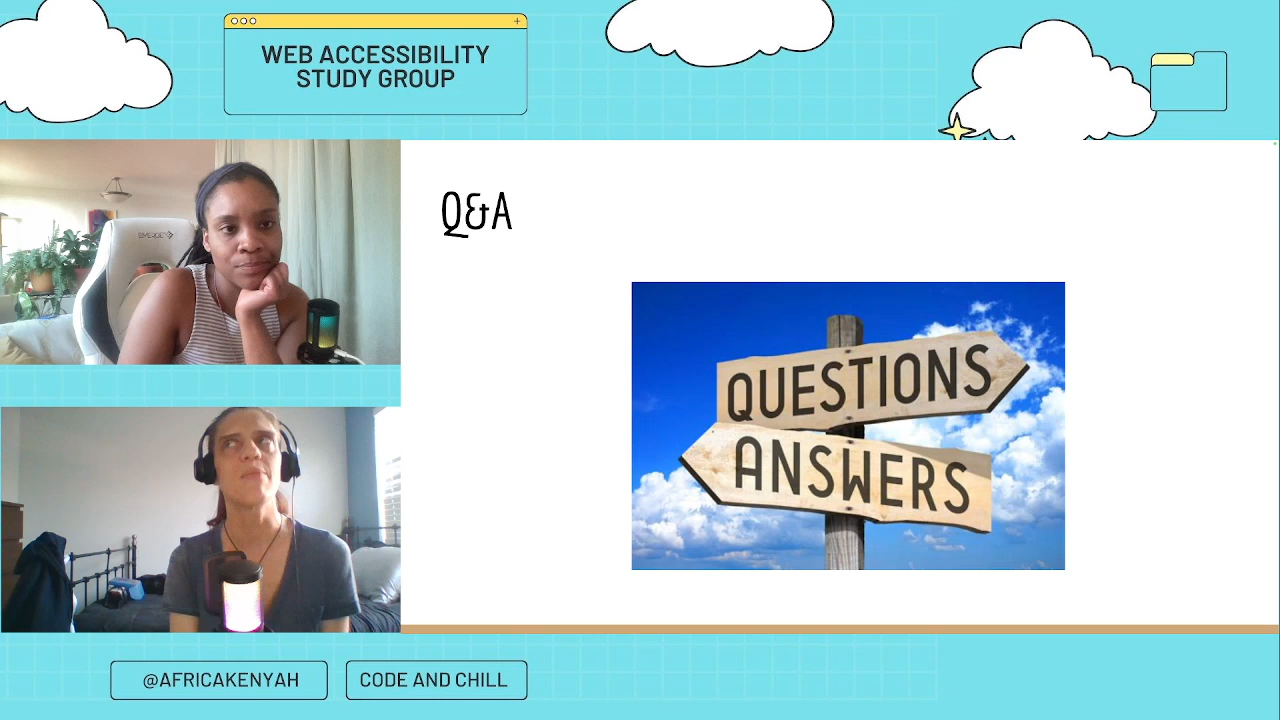 WEB ACCESSIBILITY
STUDY GROUP
Q&A
QUESTIONS
ANSWERS
@AFRICAKENYAH
CODE AND CHILL